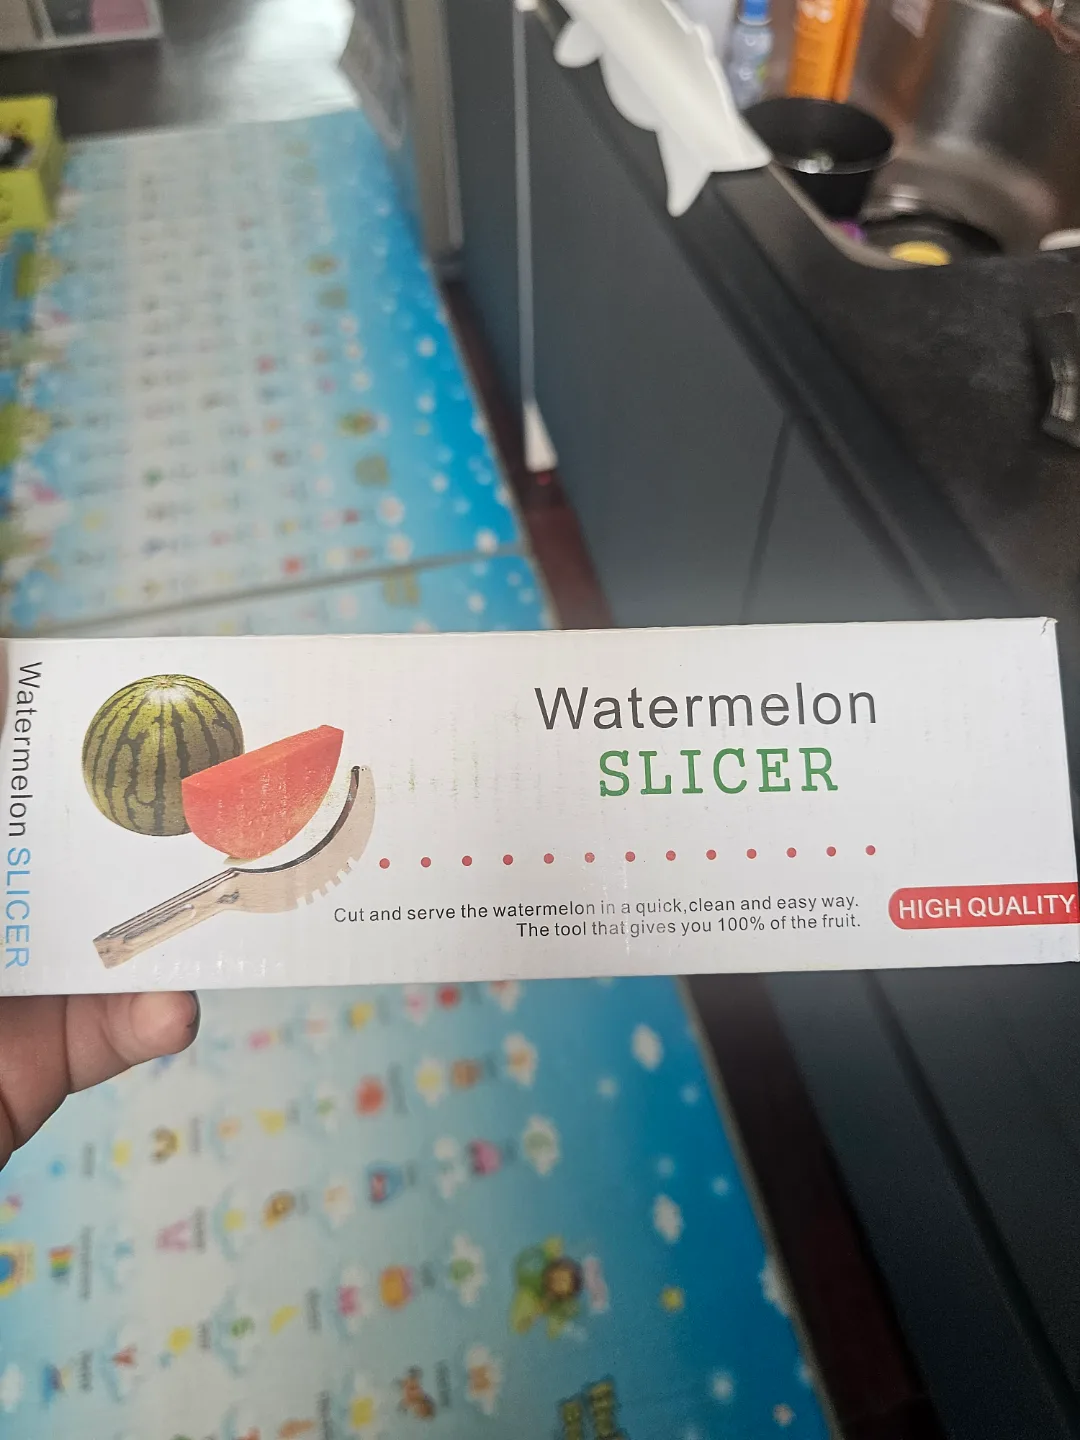 Watermelon SLICER
Watermelon
SLICER
Cut and serve the watermelon in a quick,clean and easy way.
The tool that gives you 100% of the fruit.
HIGH QUALITY